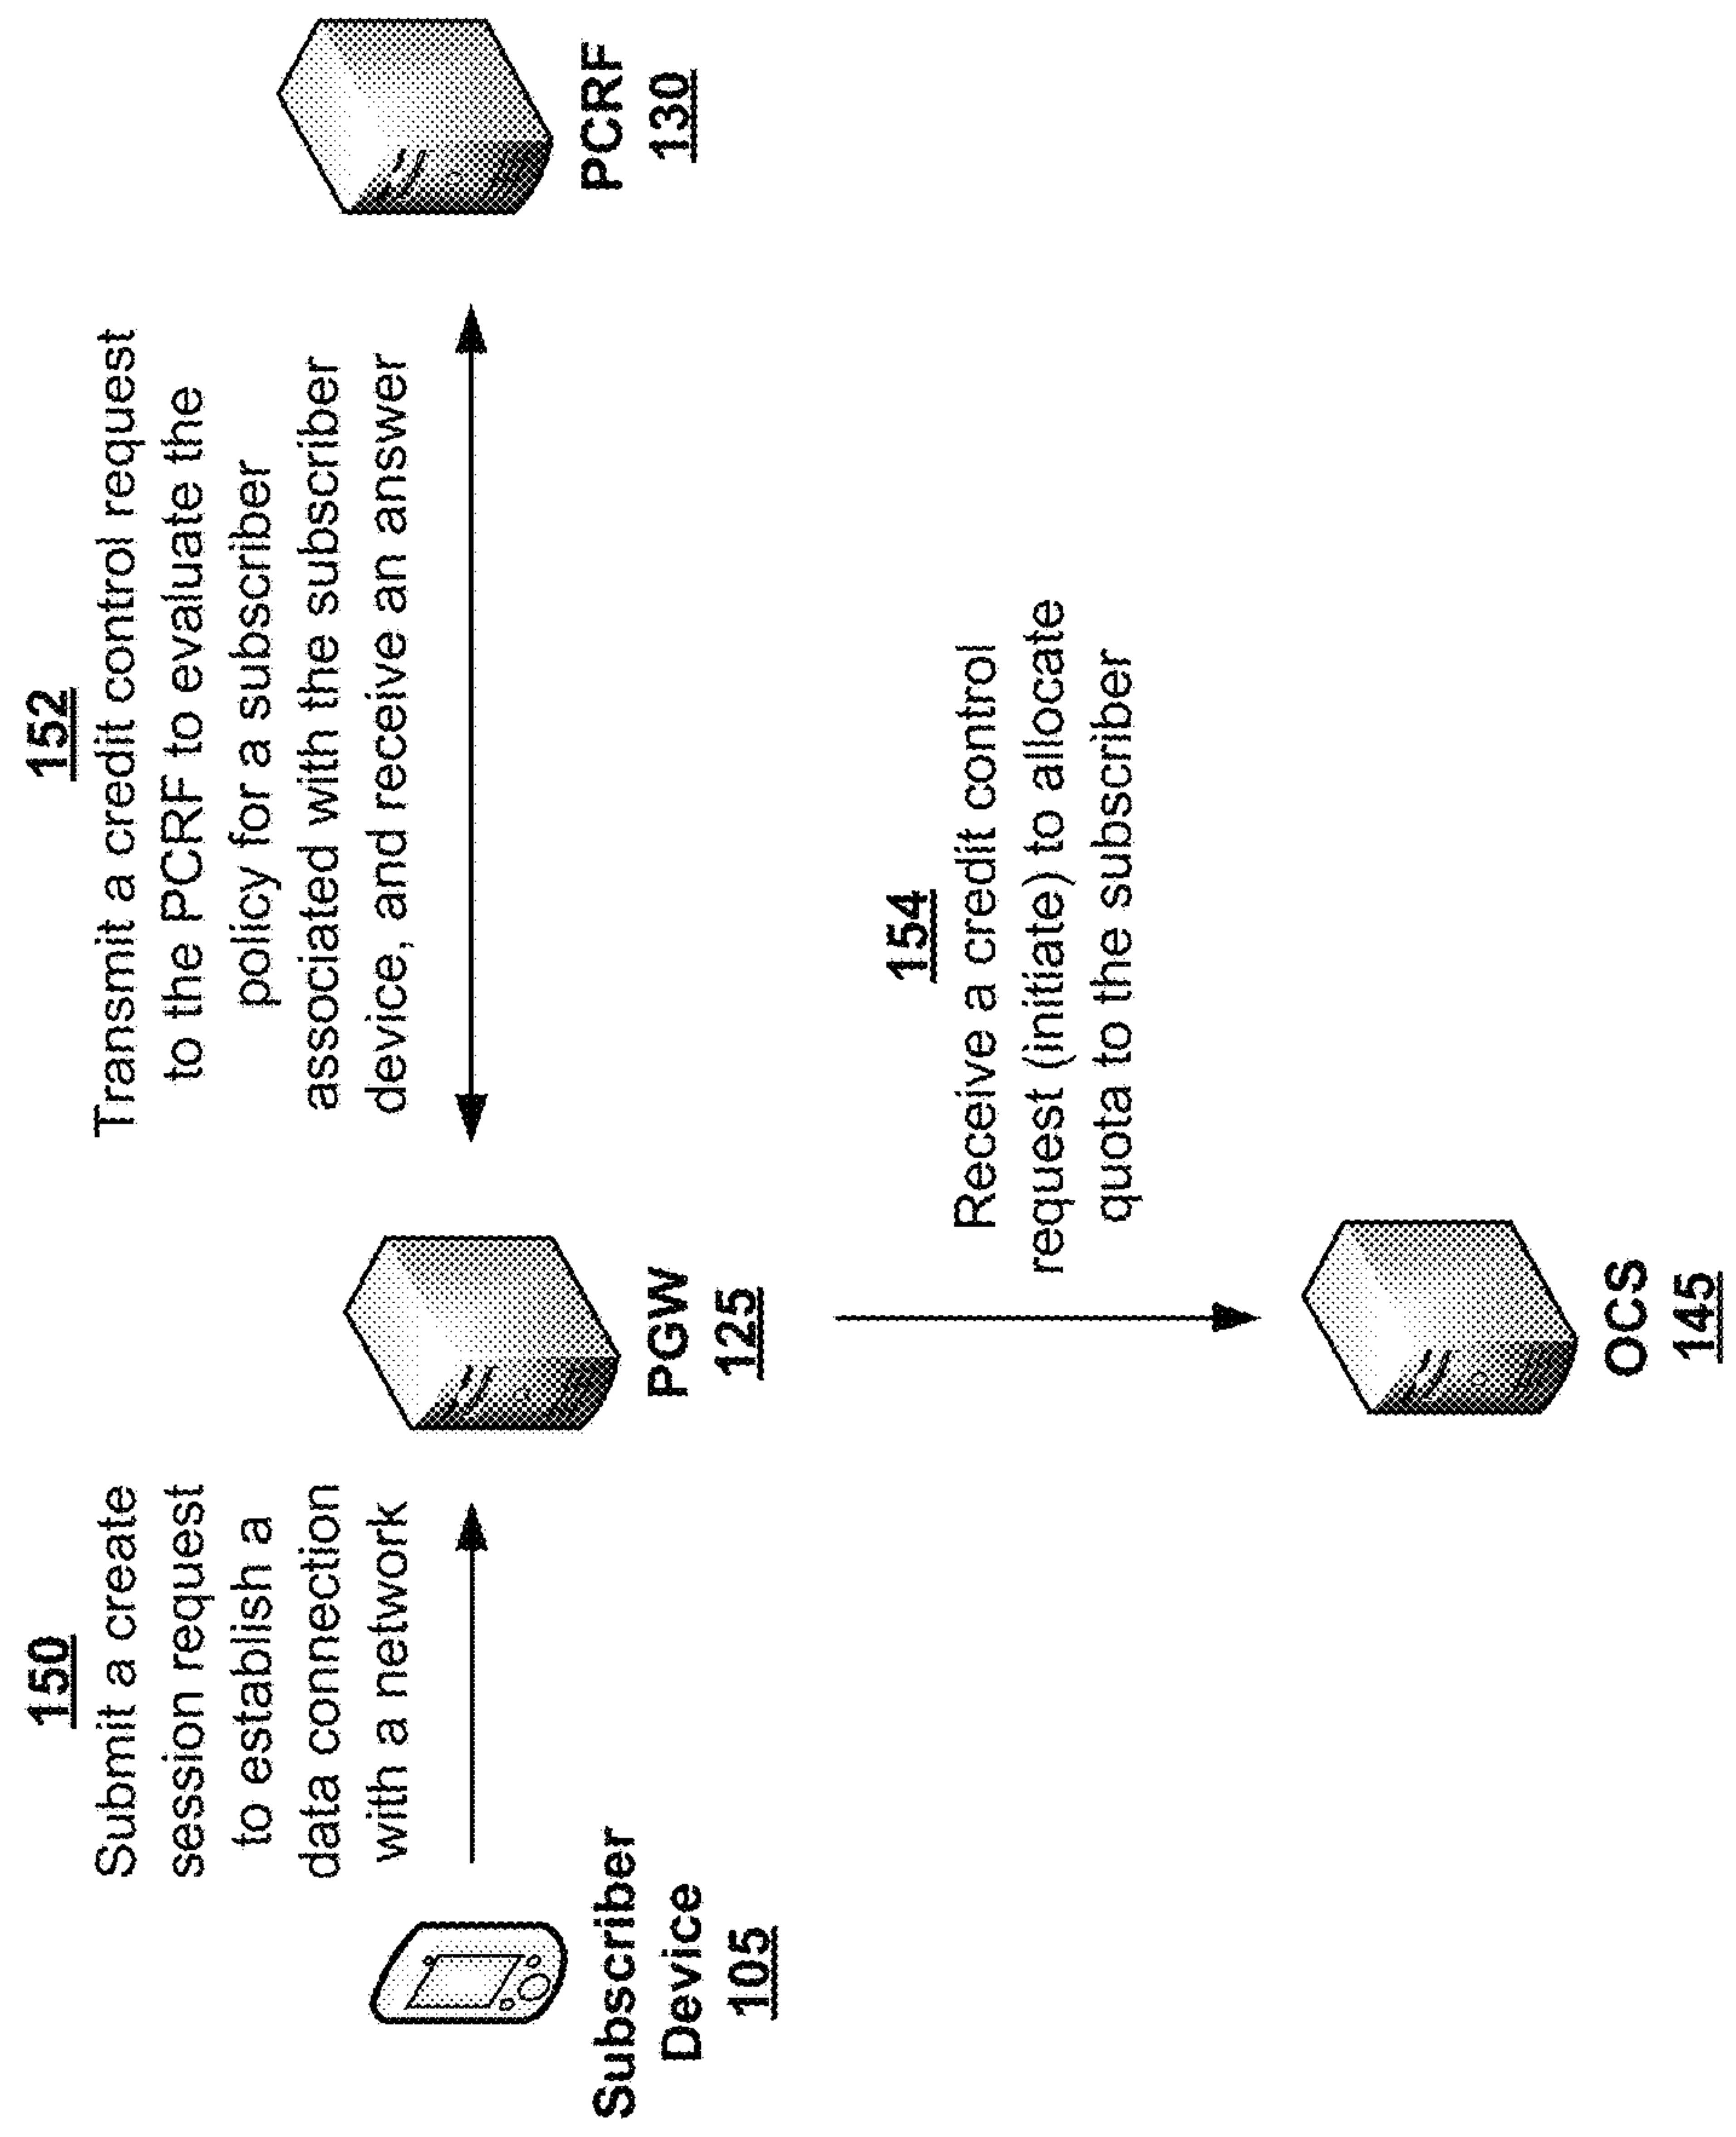 150
Submit a create
session request
to establish a
data connection
with a network
152
Transmit a credit control request
to the PCRF to evaluate the
policy for a subscriber
associated with the subscriber
device, and receive an answer
Subscriber
Device
105
PGW
125
PCRF
130
154
Receive a credit control
request (initiate) to allocate
quota to the subscriber
OCS
145